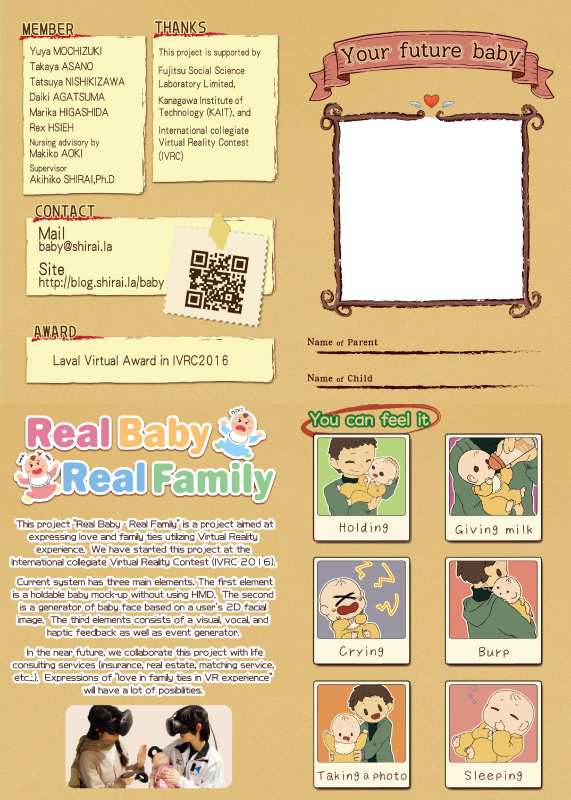 MEMBER
Yuya MOCHIZUKI
Takaya ASANO
Tatsuya NISHIKIZAWA
Daiki AGATSUMA
Marika HIGASHIDA
Rex HSIEH
Nursing advisory by
Makiko AOKI
Supervisor
Akihiko SHIRAI,Ph.D
THANKS
This project is supported by
Fujitsu Social Science
Laboratory Limited,
Kanagawa Institute of
Technology (KAIT), and
International collegiate
Virtual Reality Contest
(IVRC)
CONTACT
Mail
baby@shirai.la
Site
http://blog.shirai.la/baby
AWARD
Laval Virtual Award in IVRC2016
Your future baby
Name of Parent
Name of Child
Real Baby
Real Family
This project "Real Baby - Real Family" is a project aimed at
expressing love and family ties utilizing Virtual Reality
experience. We have started this project at the
International collegiate Virtual Reality Contest (IVRC 2016).
Current system has three main elements. The first element
is a holdable baby mock-up without using HMD. The second
is a generator of baby face based on a user's 2D facial
image. The third elements consists of a visual, vocal, and
haptic feedback as well as event generator.
In the near future, we collaborate this project with life
consulting services (insurance, real estate, matching service,
etc...). Expressions of "love in family ties in VR experience"
will have a lot of posibilities.
You can feel it
Holding
Giving milk
Crying
Burp
Taking a photo
Sleeping